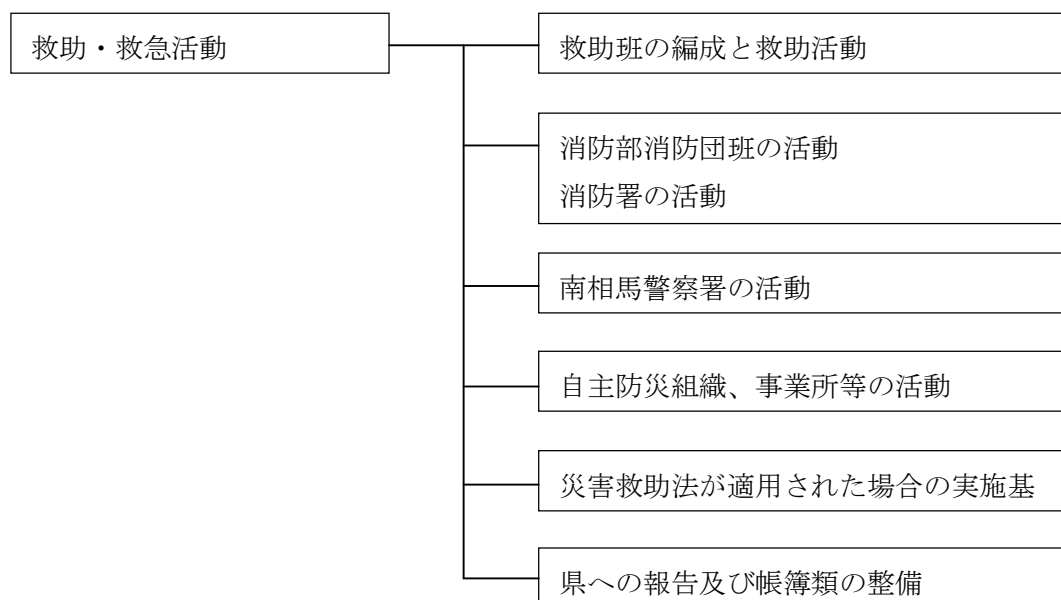 救助・救急活動
救助班の編成と救助活動
消防部消防団班の活動
消防署の活動
南相馬警察署の活動
自主防災組織、事業所等の活動
災害救助法が適用された場合の実施基
県への報告及び帳簿類の整備